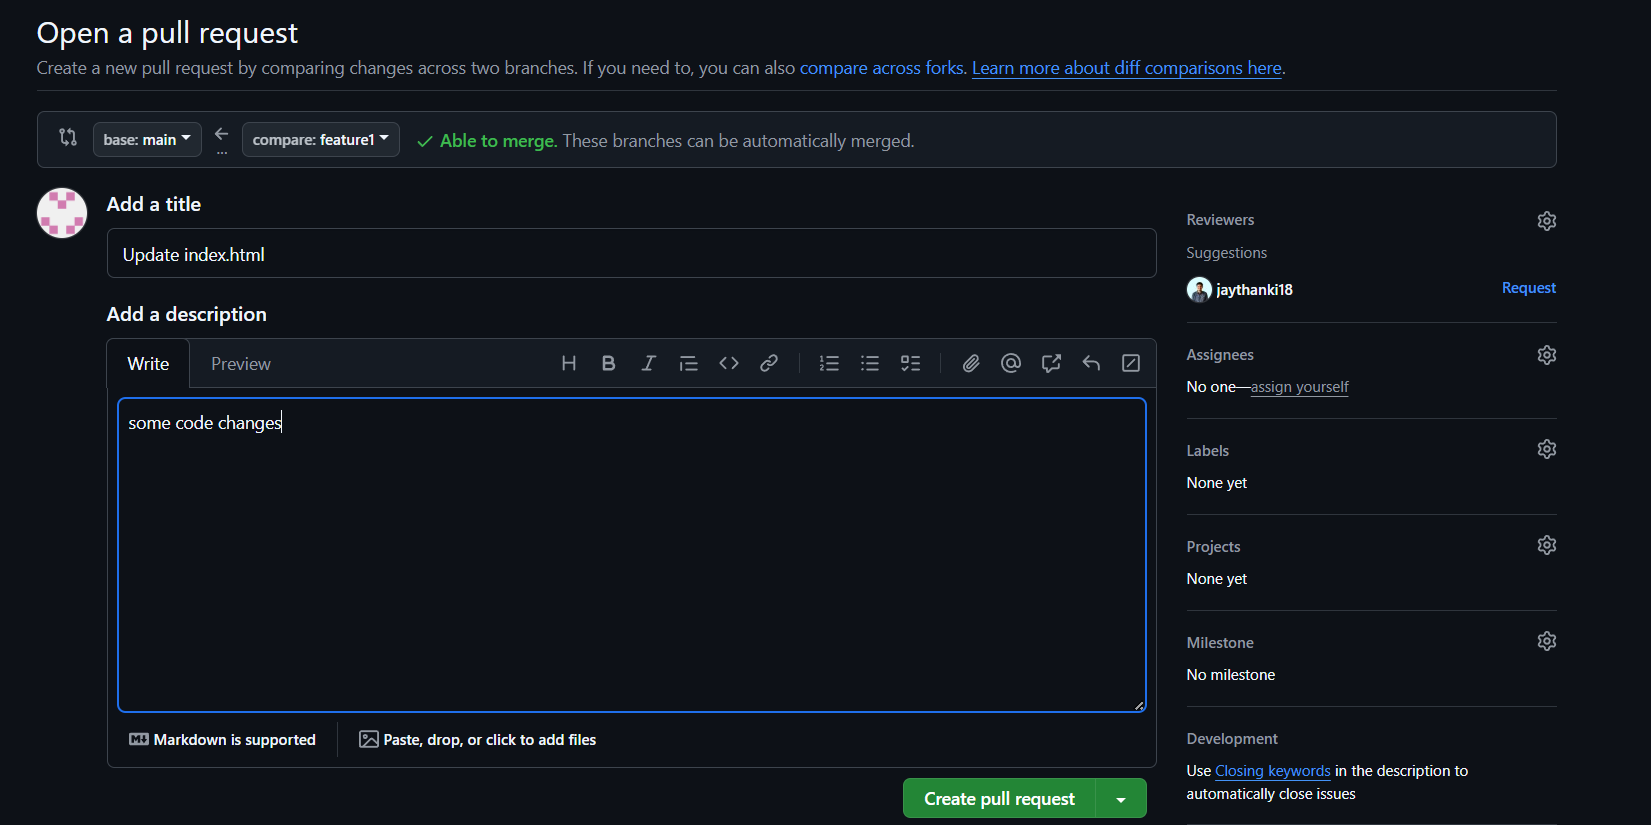 Open a pull request
Create a new pull request by comparing changes across two branches. If you need to, you can also compare across forks. Learn more about diff comparisons here.
base: main
...
compare: feature1
Able to merge. These branches can be automatically merged.
Add a title
Update index.html
Add a description
Write
Preview
some code changes
Markdown is supported
Paste, drop, or click to add files
Create pull request
Reviewers
Suggestions
jaythanki18
Request
Assignees
No one—assign yourself
Labels
None yet
Projects
None yet
Milestone
No milestone
Development
Use Closing keywords in the description to
automatically close issues